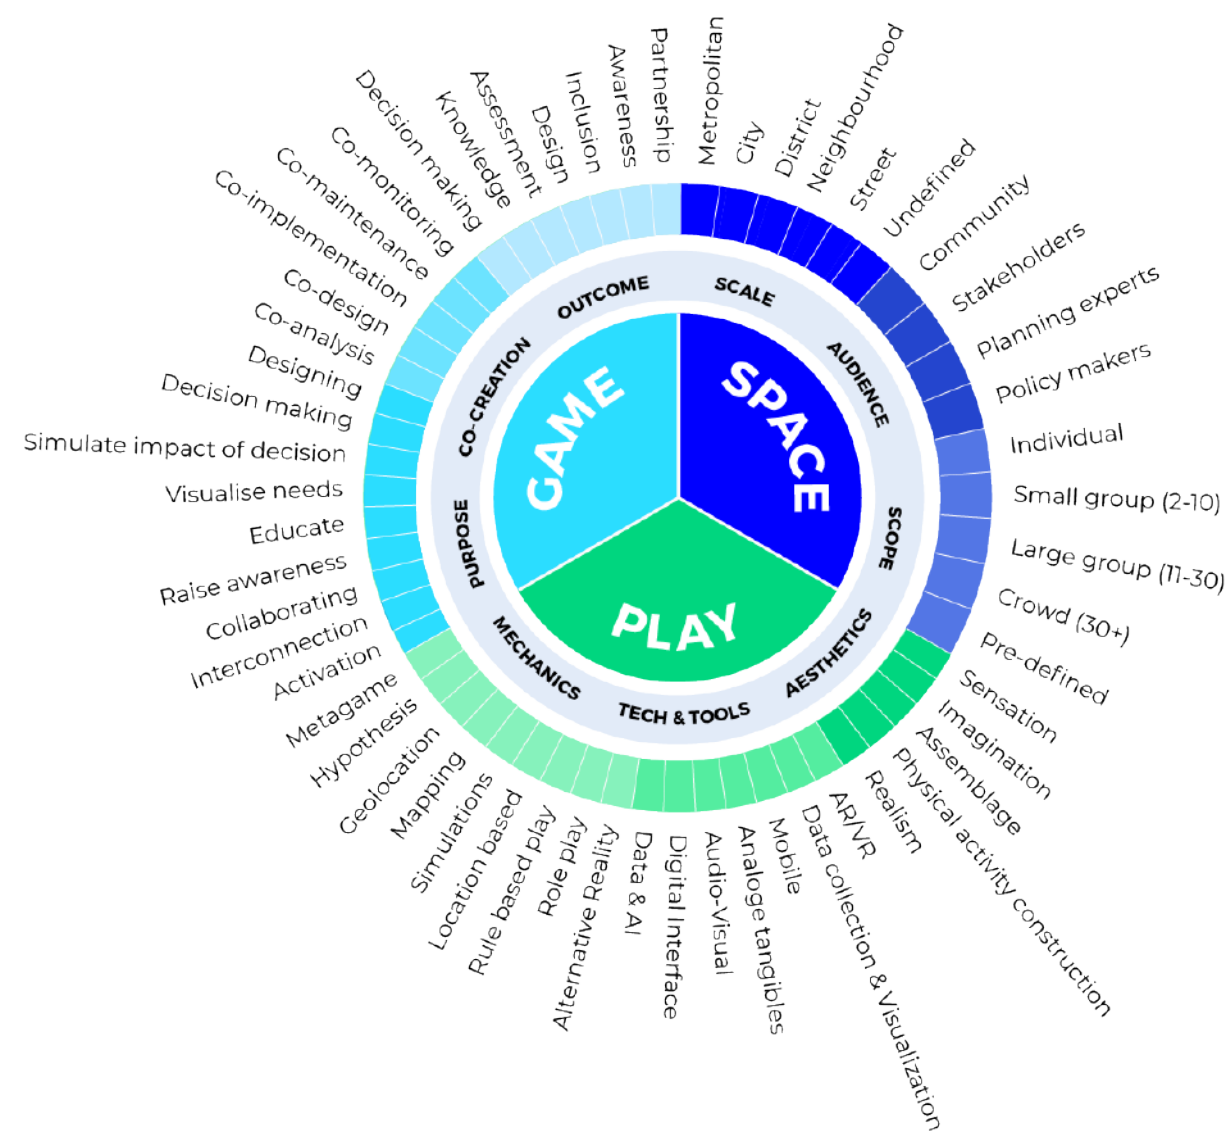 GAME
SPACE
PLAY
OUTCOME
SCALE
AUDIENCE
SCOPE
AESTHETICS
TECH & TOOLS
MECHANICS
PURPOSE
CO-CREATION
Metropolitan
City
District
Neighbourhood
Street
Undefined
Community
Stakeholders
Planning experts
Policy makers
Individual
Small group (2-10)
Large group (11-30)
Crowd (30+)
Pre-defined
Sensation
Imagination
Assemblage
Physical activity construction
Realism
AR/VR
Data collection & Visualization
Mobile
Analoge tangibles
Audio-Visual
Digital Interface
Data & AI
Alternative Reality
Role play
Rule based play
Location based
Simulations
Mapping
Geolocation
Hypothesis
Metagame
Activation
Interconnection
Collaborating
Raise awareness
Educate
Visualise needs
Simulate impact of decision
Decision making
Designing
Co-analysis
Co-design
Co-implementation
Co-maintenance
Co-monitoring
Decision making
Knowledge
Assessment
Design
Inclusion
Awareness
Partnership